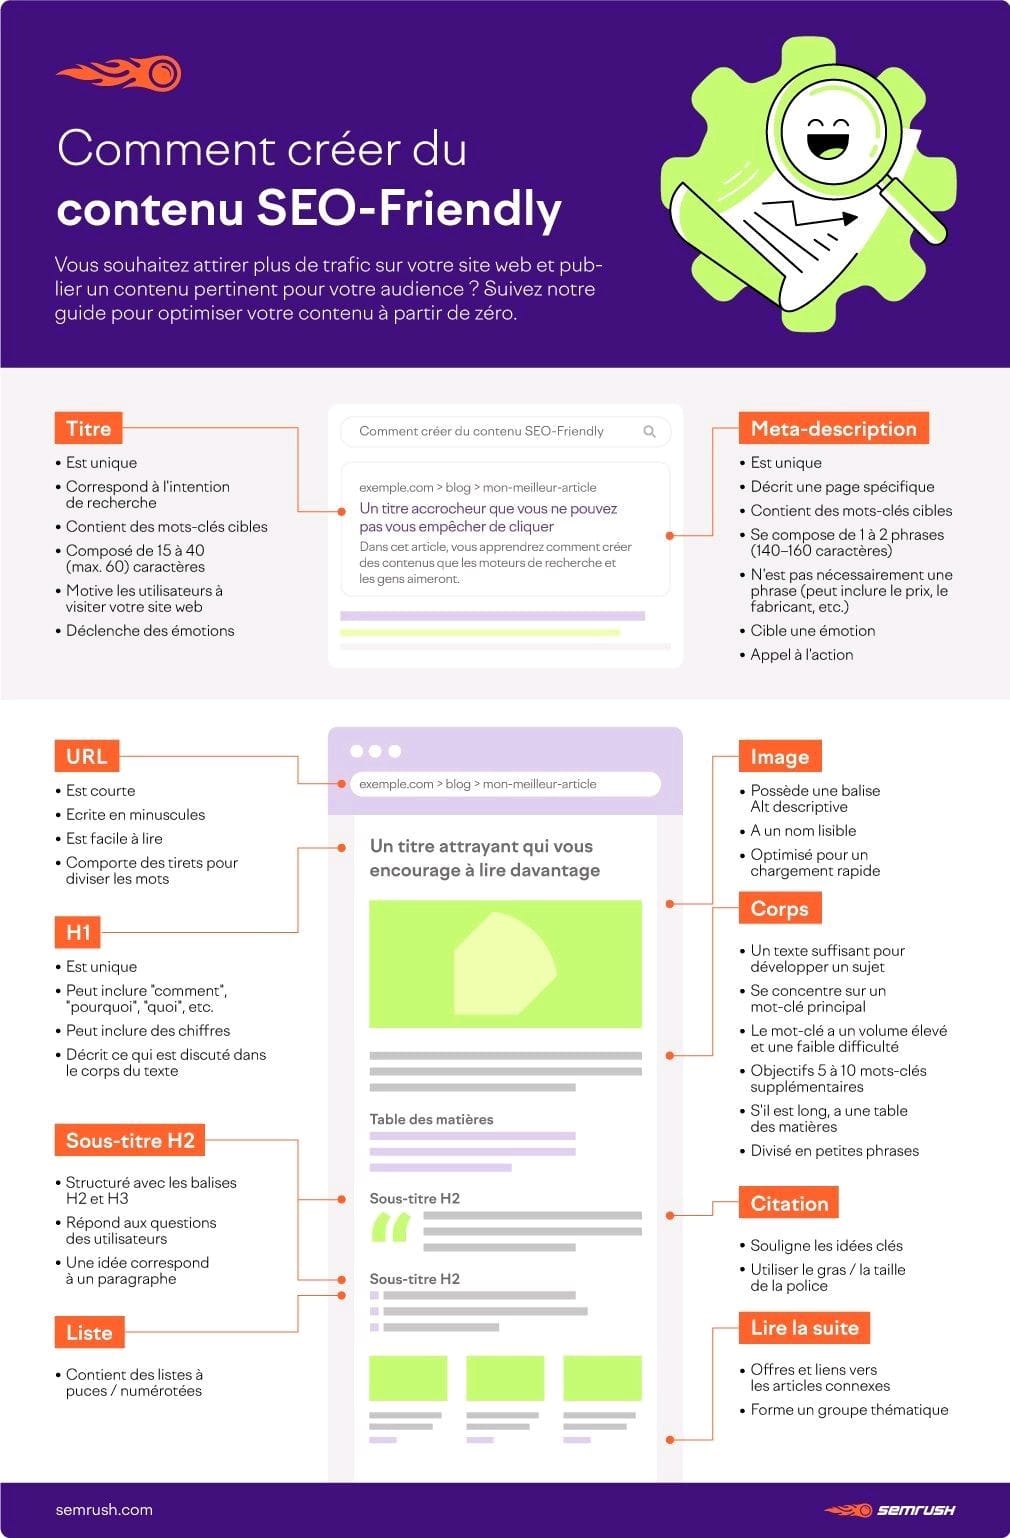 Comment créer du
contenu SEO-Friendly
Vous souhaitez attirer plus de trafic sur votre site web et pub-
lier un contenu pertinent pour votre audience ? Suivez notre
guide pour optimiser votre contenu à partir de zéro.
Titre
• Est unique
• Correspond à l'intention
de recherche
• Contient des mots-clés cibles
• Composé de 15 à 40
(max. 60) caractères
• Motive les utilisateurs à
visiter votre site web
• Déclenche des émotions
Comment créer du contenu SEO-Friendly
exemple.com > blog > mon-meilleur-article
Un titre accrocheur que vous ne pouvez
pas vous empêcher de cliquer
Dans cet article, vous apprendrez comment créer
des contenus que les moteurs de recherche et
les gens aimeront.
Meta-description
• Est unique
• Décrit une page spécifique
• Contient des mots-clés cibles
• Se compose de 1 à 2 phrases
(140–160 caractères)
• N'est pas nécessairement une
phrase (peut inclure le prix, le
fabricant, etc.)
• Cible une émotion
• Appel à l'action
URL
• Est courte
• Ecrite en minuscules
• Est facile à lire
• Comporte des tirets pour
diviser les mots
H1
• Est unique
• Peut inclure "comment",
"pourquoi", "quoi", etc.
• Peut inclure des chiffres
• Décrit ce qui est discuté dans
le corps du texte
Sous-titre H2
• Structuré avec les balises
H2 et H3
• Répond aux questions
des utilisateurs
• Une idée correspond
à un paragraphe
Liste
• Contient des listes à
puces / numérotées
exemple.com > blog > mon-meilleur-article
Un titre attrayant qui vous
encourage à lire davantage
Table des matières
Sous-titre H2
“
Sous-titre H2
Image
• Possède une balise
Alt descriptive
• A un nom lisible
• Optimisé pour un
chargement rapide
Corps
• Un texte suffisant pour
développer un sujet
• Se concentre sur un
mot-clé principal
• Le mot-clé a un volume élevé
et une faible difficulté
• Objectifs 5 à 10 mots-clés
supplémentaires
• S'il est long, a une table
des matières
• Divisé en petites phrases
Citation
• Souligne les idées clés
• Utiliser le gras / la taille
de la police
Lire la suite
• Offres et liens vers
les articles connexes
• Forme un groupe thématique
semrush.com
SEMRUSH